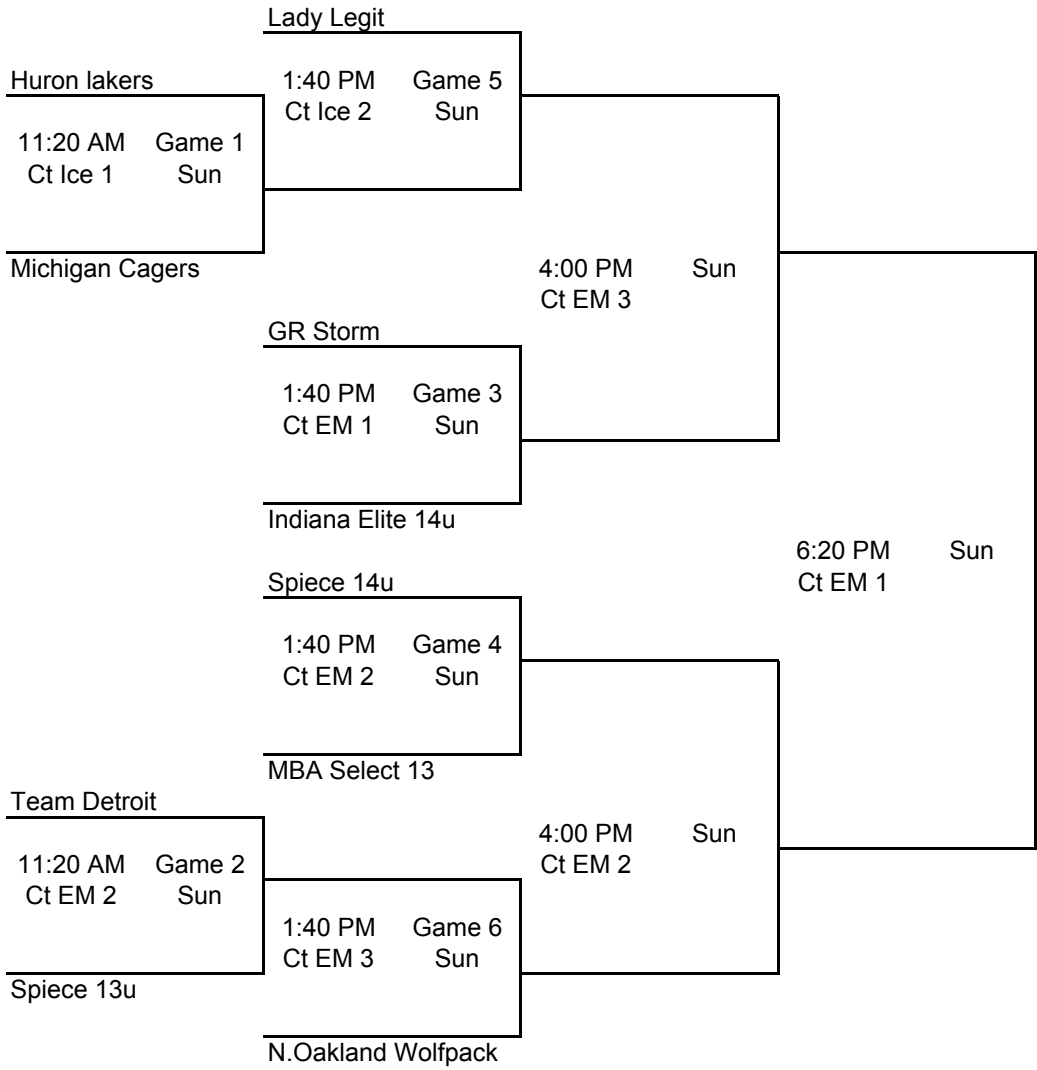 Lady Legit
Huron lakers
1:40 PM Game 5
Ct Ice 2 Sun
11:20 AM Game 1
Ct Ice 1 Sun
Michigan Cagers
4:00 PM Sun
Ct EM 3
GR Storm
1:40 PM Game 3
Ct EM 1 Sun
Indiana Elite 14u
6:20 PM Sun
Ct EM 1
Spiece 14u
1:40 PM Game 4
Ct EM 2 Sun
MBA Select 13
Team Detroit
4:00 PM Sun
Ct EM 2
11:20 AM Game 2
Ct EM 2 Sun
1:40 PM Game 6
Ct EM 3 Sun
Spiece 13u
N.Oakland Wolfpack